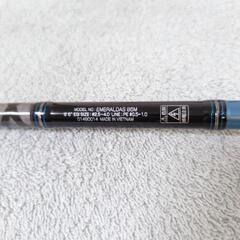 MODEL NO : EMERALDAS 86M
8' 6" EGI SIZE : #2.5-4.0 LINE : PE #0.5-1.0
01480014 MADE IN VIETNAM